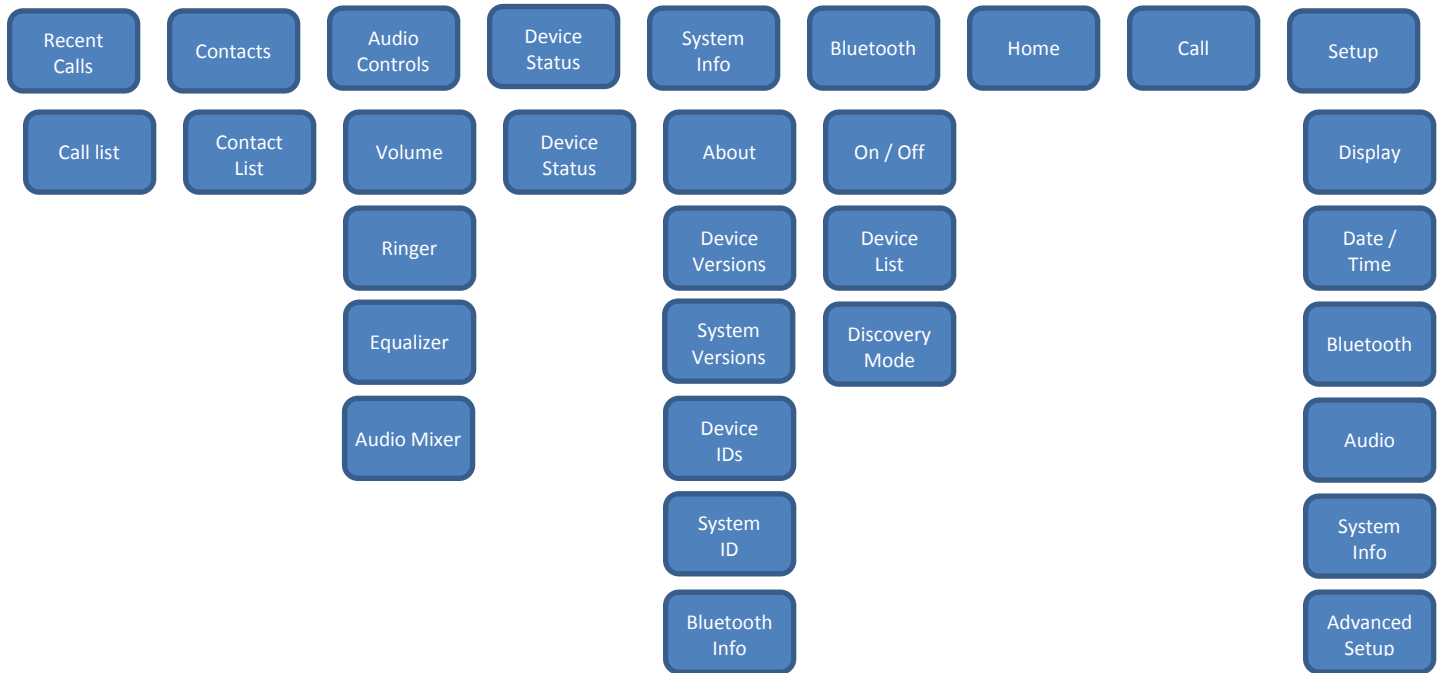 Recent
Calls
Contacts
Audio
Controls
Device
Status
System
Info
Bluetooth
Home
Call
Setup
Call list
Contact
List
Volume
Device
Status
About
On / Off
Display
Ringer
Device
Versions
Device
List
Date /
Time
Equalizer
System
Versions
Discovery
Mode
Bluetooth
Audio Mixer
Device
IDs
Audio
System
ID
System
Info
Bluetooth
Info
Advanced
Setup